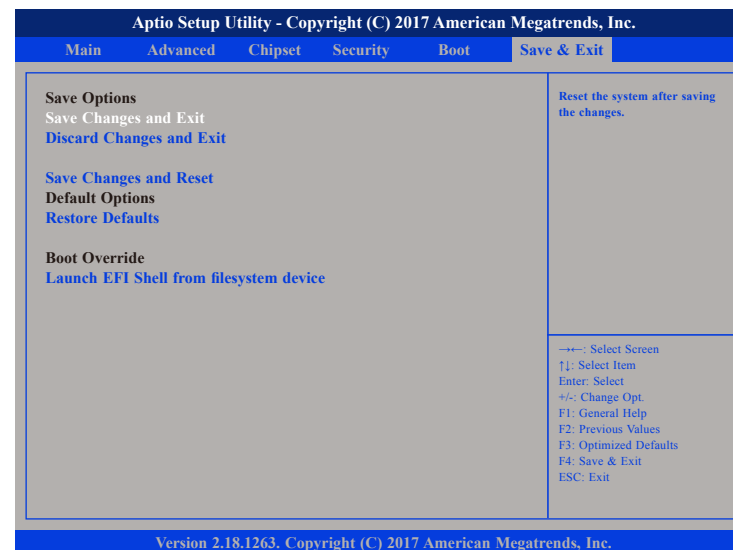 Aptio Setup Utility - Copyright (C) 2017 American Megatrends, Inc.
Main Advanced Chipset Security Boot Save & Exit
Save Options
Save Changes and Exit
Discard Changes and Exit
Save Changes and Reset
Default Options
Restore Defaults
Boot Override
Launch EFI Shell from filesystem device
Reset the system after saving
the changes.
→←: Select Screen
↑↓: Select Item
Enter: Select
+/-: Change Opt.
F1: General Help
F2: Previous Values
F3: Optimized Defaults
F4: Save & Exit
ESC: Exit
Version 2.18.1263. Copyright (C) 2017 American Megatrends, Inc.